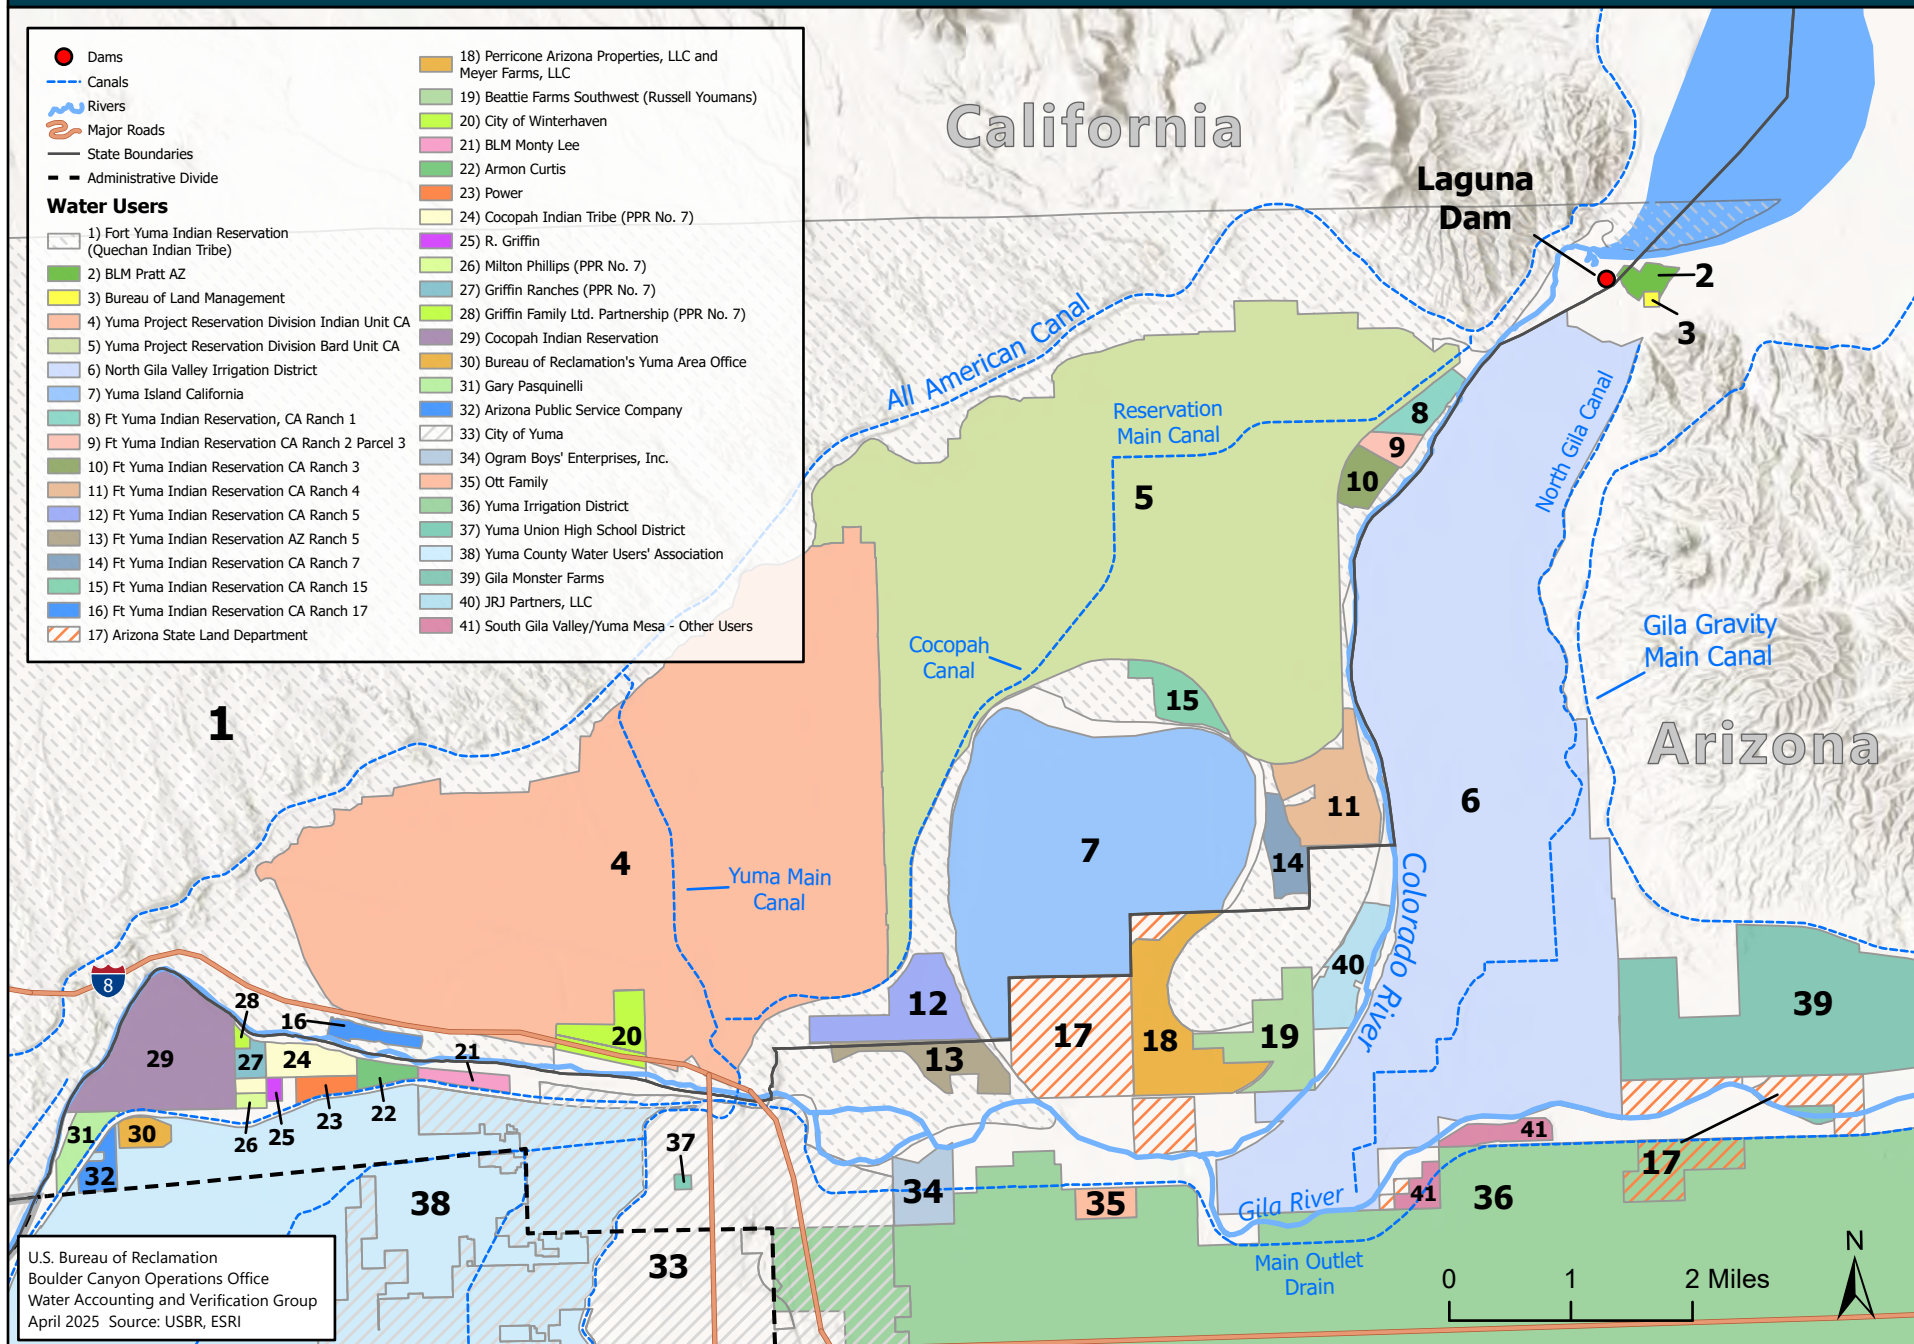 Dams
Canals
Rivers
Major Roads
State Boundaries
Administrative Divide
Water Users
1) Fort Yuma Indian Reservation
(Quechan Indian Tribe)
2) BLM Pratt AZ
3) Bureau of Land Management
4) Yuma Project Reservation Division Indian Unit CA
5) Yuma Project Reservation Division Bard Unit CA
6) North Gila Valley Irrigation District
7) Yuma Island California
8) Ft Yuma Indian Reservation, CA Ranch 1
9) Ft Yuma Indian Reservation CA Ranch 2 Parcel 3
10) Ft Yuma Indian Reservation CA Ranch 3
11) Ft Yuma Indian Reservation CA Ranch 4
12) Ft Yuma Indian Reservation CA Ranch 5
13) Ft Yuma Indian Reservation AZ Ranch 5
14) Ft Yuma Indian Reservation CA Ranch 7
15) Ft Yuma Indian Reservation CA Ranch 15
16) Ft Yuma Indian Reservation CA Ranch 17
17) Arizona State Land Department
18) Perricone Arizona Properties, LLC and
Meyer Farms, LLC
19) Beattie Farms Southwest (Russell Youmans)
20) City of Winterhaven
21) BLM Monty Lee
22) Armon Curtis
23) Power
24) Cocopah Indian Tribe (PPR No. 7)
25) R. Griffin
26) Milton Phillips (PPR No. 7)
27) Griffin Ranches (PPR No. 7)
28) Griffin Family Ltd. Partnership (PPR No. 7)
29) Cocopah Indian Reservation
30) Bureau of Reclamation's Yuma Area Office
31) Gary Pasquinelli
32) Arizona Public Service Company
33) City of Yuma
34) Ogram Boys' Enterprises, Inc.
35) Ott Family
36) Yuma Irrigation District
37) Yuma Union High School District
38) Yuma County Water Users' Association
39) Gila Monster Farms
40) JRJ Partners, LLC
41) South Gila Valley/Yuma Mesa - Other Users
California
Laguna
Dam
2
3
All American Canal
Reservation
Main Canal
8
9
10
5
North Gila Canal
Gila Gravity
Main Canal
Cocopah
Canal
15
1
Arizona
11
6
7
14
4
Yuma Main
Canal
Colorado River
8
40
12
28
16
20
17
18
19
39
29
27
24
21
13
23
22
31
30
26
25
37
41
32
38
34
35
Gila River
41
36
17
33
Main Outlet
Drain
N
0
1
2 Miles
U.S. Bureau of Reclamation
Boulder Canyon Operations Office
Water Accounting and Verification Group
April 2025 Source: USBR, ESRI